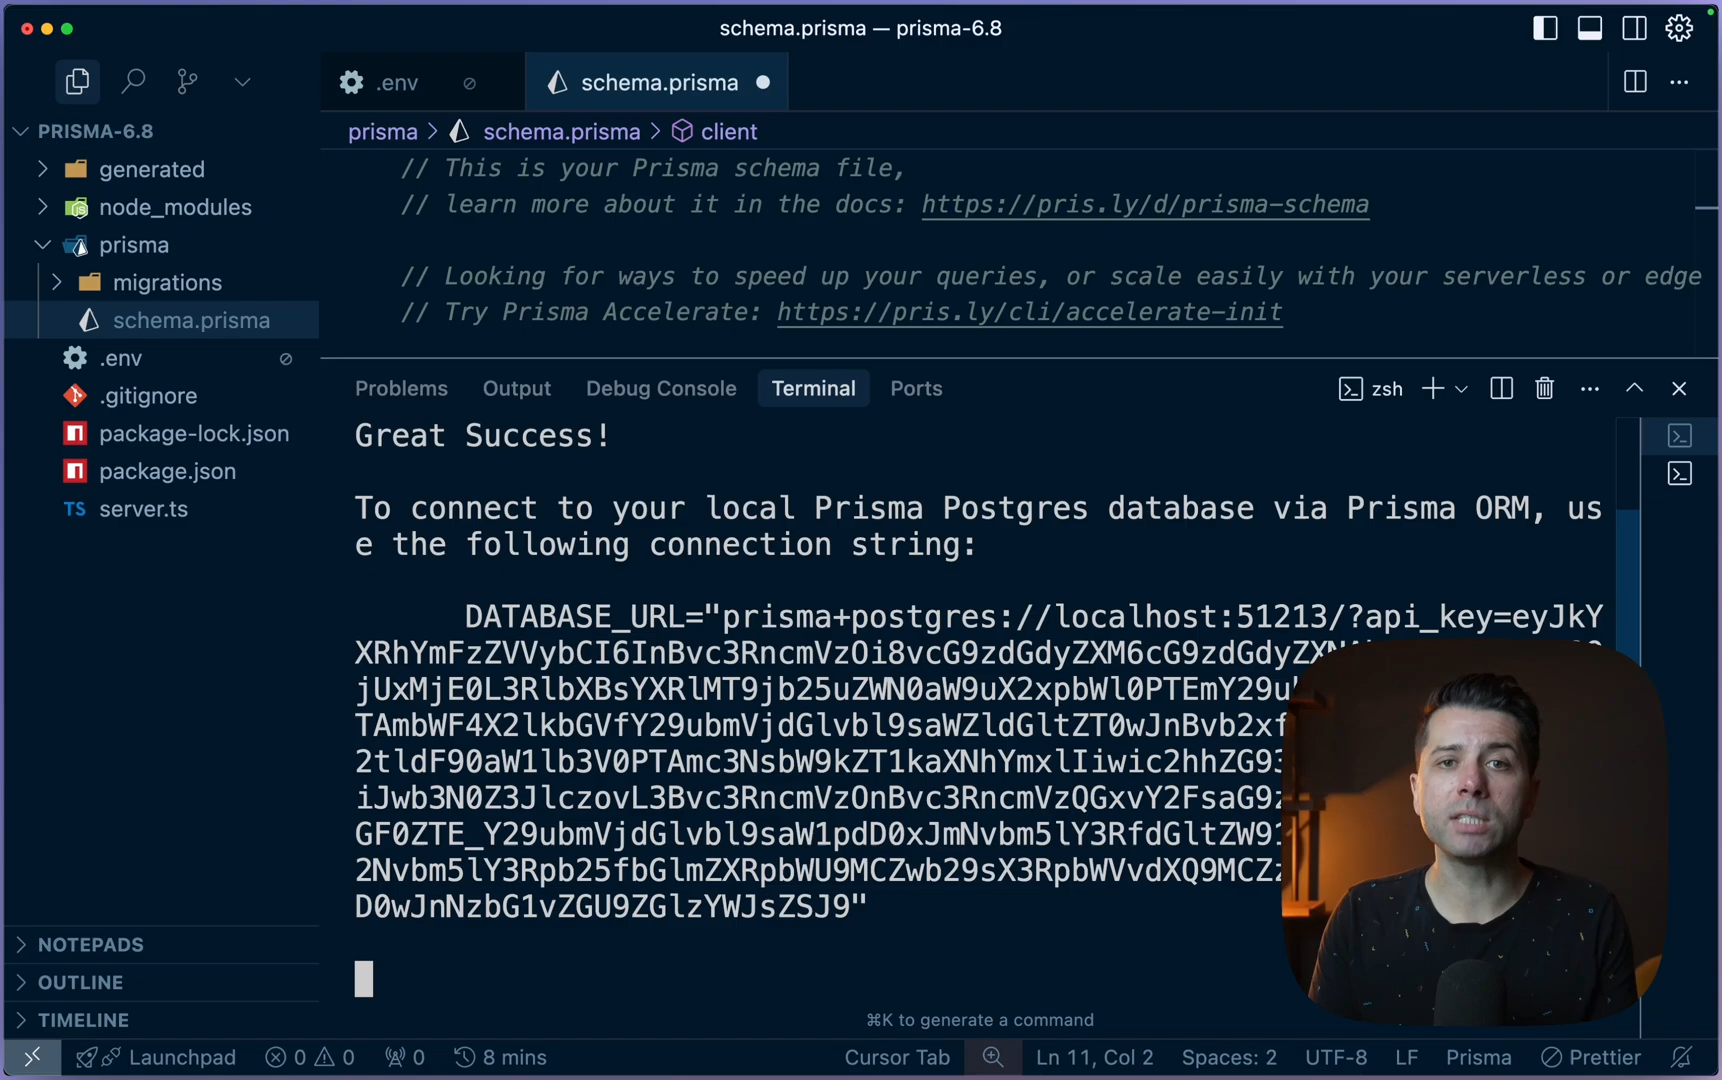 schema.prisma — prisma-6.8
.env
schema.prisma
PRISMA-6.8
prisma > schema.prisma > client
generated
node_modules
prisma
migrations
schema.prisma
.env
.gitignore
package-lock.json
package.json
TS server.ts
// This is your Prisma schema file,
// learn more about it in the docs: https://pris.ly/d/prisma-schema
// Looking for ways to speed up your queries, or scale easily with your serverless or edge
// Try Prisma Accelerate: https://pris.ly/cli/accelerate-init
Problems Output Debug Console Terminal Ports
zsh
Great Success!
To connect to your local Prisma Postgres database via Prisma ORM, us
e the following connection string:
DATABASE_URL="prisma+postgres://localhost:51213/?api_key=eyJkY
XRhYmFzZVVybCI6InBvc3RncmVzOi8vcG9zdGdyZXM6cG9zdGdyZXN
jUxMjE0L3RlbXBsYXRlMT9jb25uZWN0aW9uX2xpbWl0PTEmY29u
TAmbWF4X2lkbGVfY29ubmVjdGlvbl9saWZldGltZT0wJnBvb2xf
2tldF90aW1lb3V0PTAmc3NsbW9kZT1kaXNhYmxlIiwic2hhZG93
iJwb3N0Z3JlczovL3Bvc3RncmVzOnBvc3RncmVzQGxvY2FsaG9z
GF0ZTE_Y29ubmVjdGlvbl9saW1pdD0xJmNvbm5lY3RfdGltZW91
2Nvbm5lY3Rpb25fbGlmZXRpbWU9MCZwb29sX3RpbWVvdXQ9MCZz
D0wJnNzbG1vZGU9ZGlzYWJsZSJ9"
⌘K to generate a command
NOTEPADS
OUTLINE
TIMELINE
Launchpad 0 0 0 8 mins Cursor Tab Ln 11, Col 2 Spaces: 2 UTF-8 LF Prisma Prettier